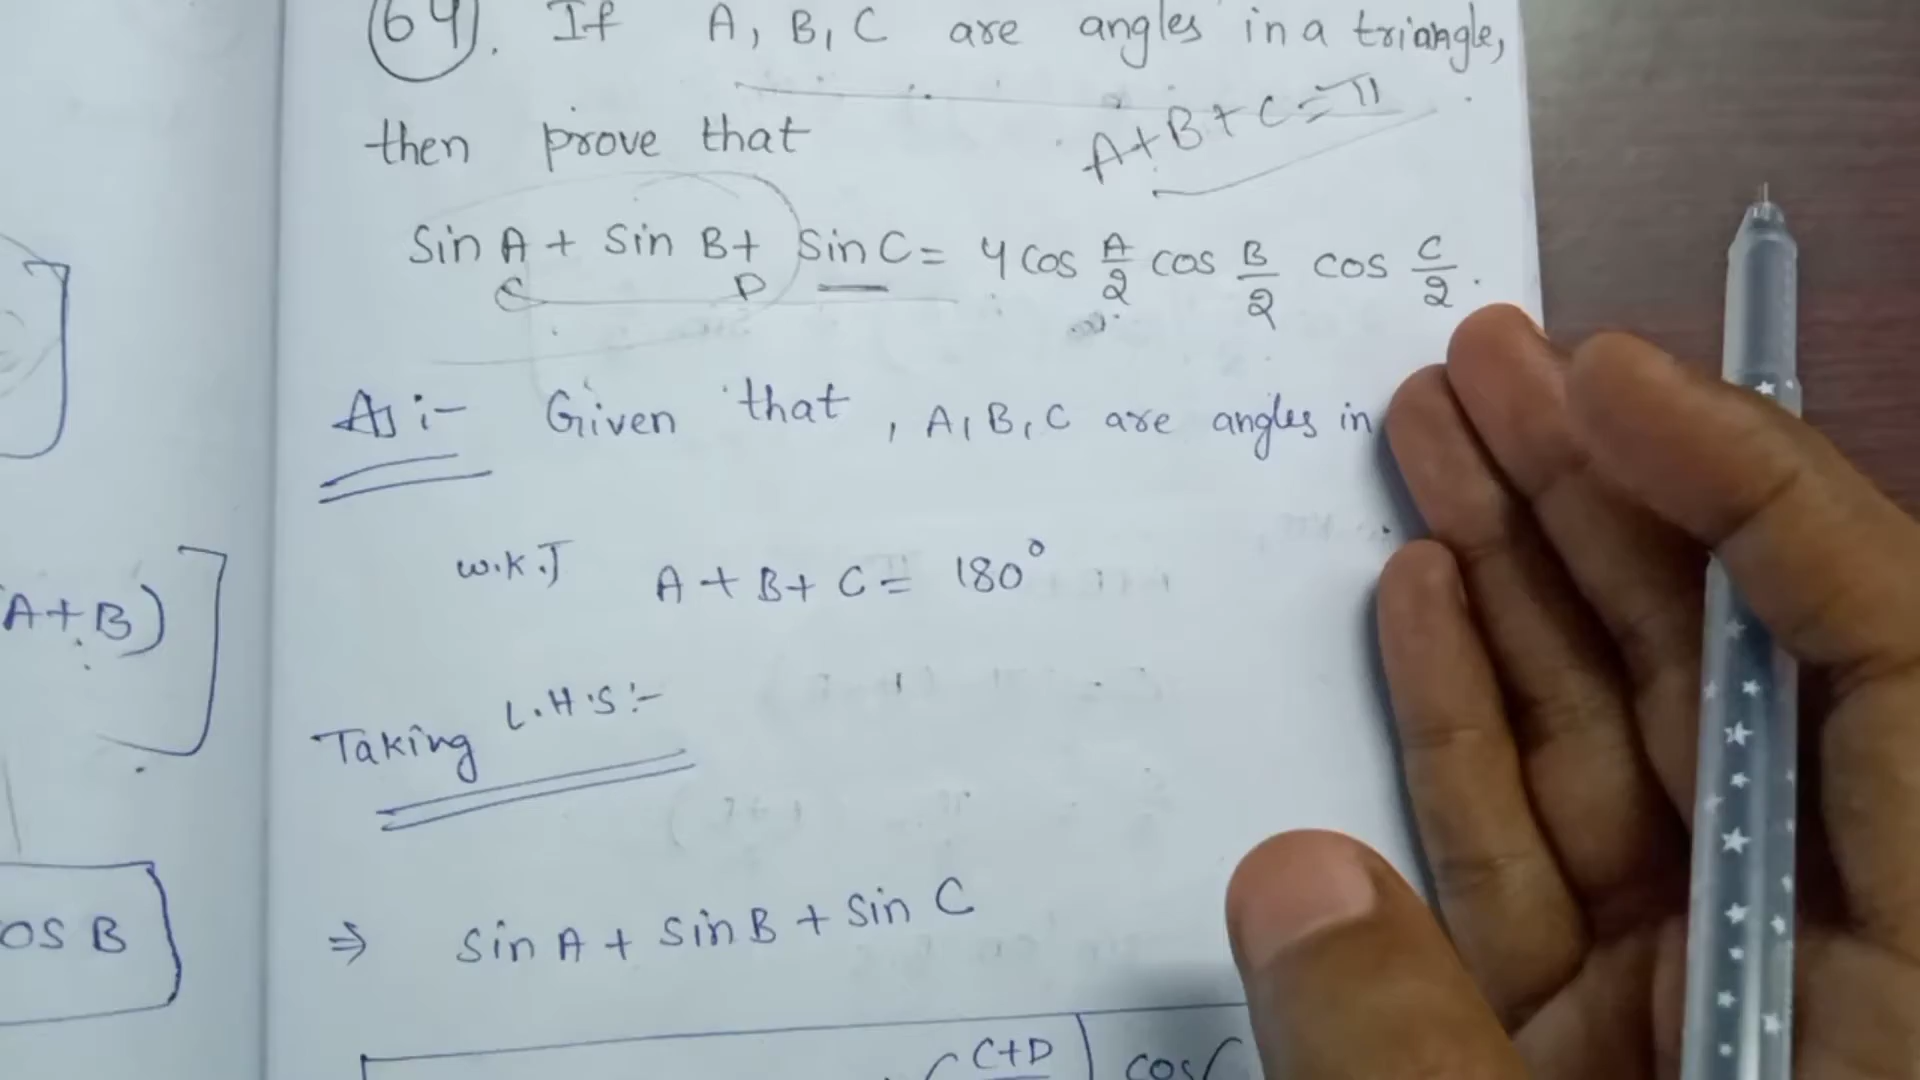 64. If A, B, C are angles in a triangle,
then prove that
A+B+C=π
Sin A + Sin B + Sin C = 4 cos A/2 cos B/2 cos C/2.
C D
As :- Given that, A, B, C are angles in
w.k.T A + B + C = 180°
Taking L.H.S :-
⇒ Sin A + Sin B + Sin C
(C+D cos(
A+B)
os B